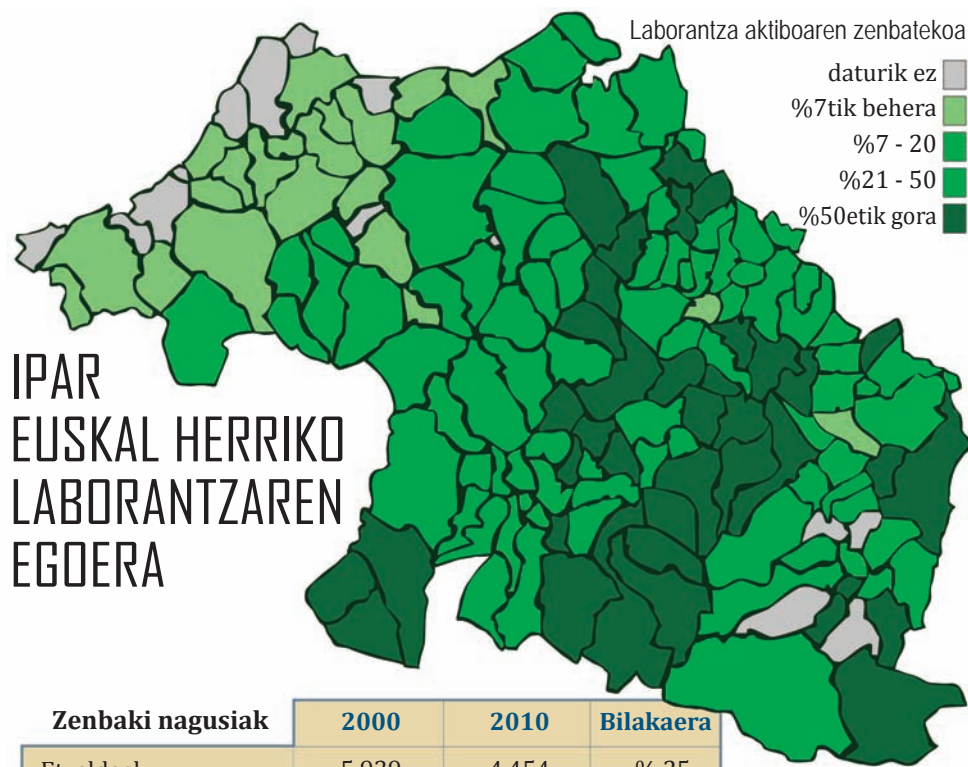 Laborantza aktiboaren zenbatekoa
daturik ez
%7tik behera
%7 - 20
%21 - 50
%50etik gora
IPAR
EUSKAL HERRIKO
LABORANTZAREN
EGOERA
Zenbaki nagusiak 2000 2010 Bilakaera